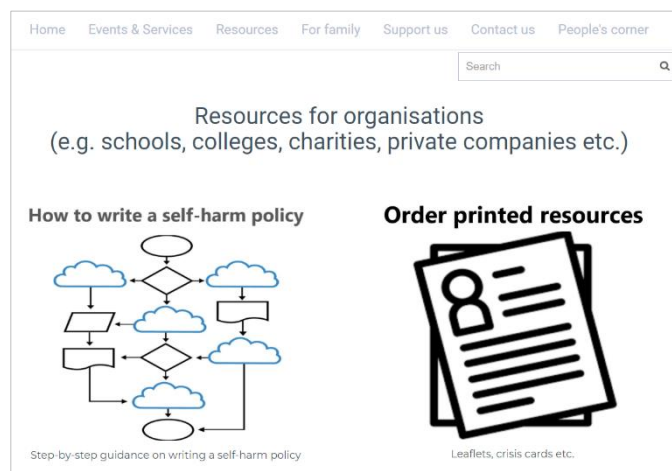 Home Events & Services Resources For family Support us Contact us People's corner
Search
Resources for organisations
(e.g. schools, colleges, charities, private companies etc.)
How to write a self-harm policy
Order printed resources
Step-by-step guidance on writing a self-harm policy
Leaflets, crisis cards etc.